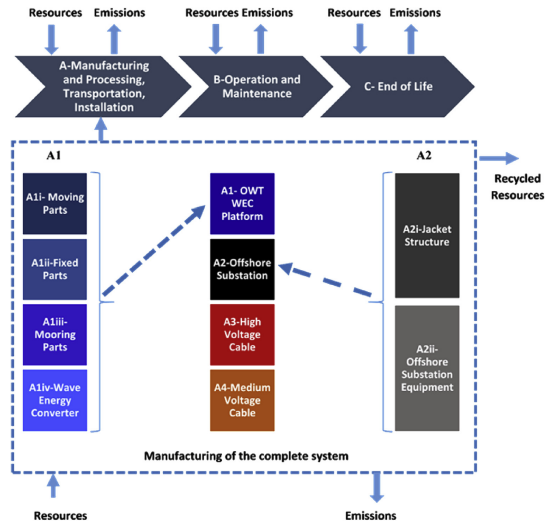 Resources
Emissions
Resources
Emissions
Resources
Emissions
A-Manufacturing
and Processing,
Transportation,
Installation
B-Operation and
Maintenance
C- End of Life
A1
A2
Recycled
Resources
A1i- Moving
Parts
A1ii-Fixed
Parts
A1iii-
Mooring
Parts
A1iv-Wave
Energy
Converter
A1- OWT
WEC
Platform
A2-Offshore
Substation
A3-High
Voltage
Cable
A4-Medium
Voltage
Cable
A2i-Jacket
Structure
A2ii-
Offshore
Substation
Equipment
Manufacturing of the complete system
Resources
Emissions